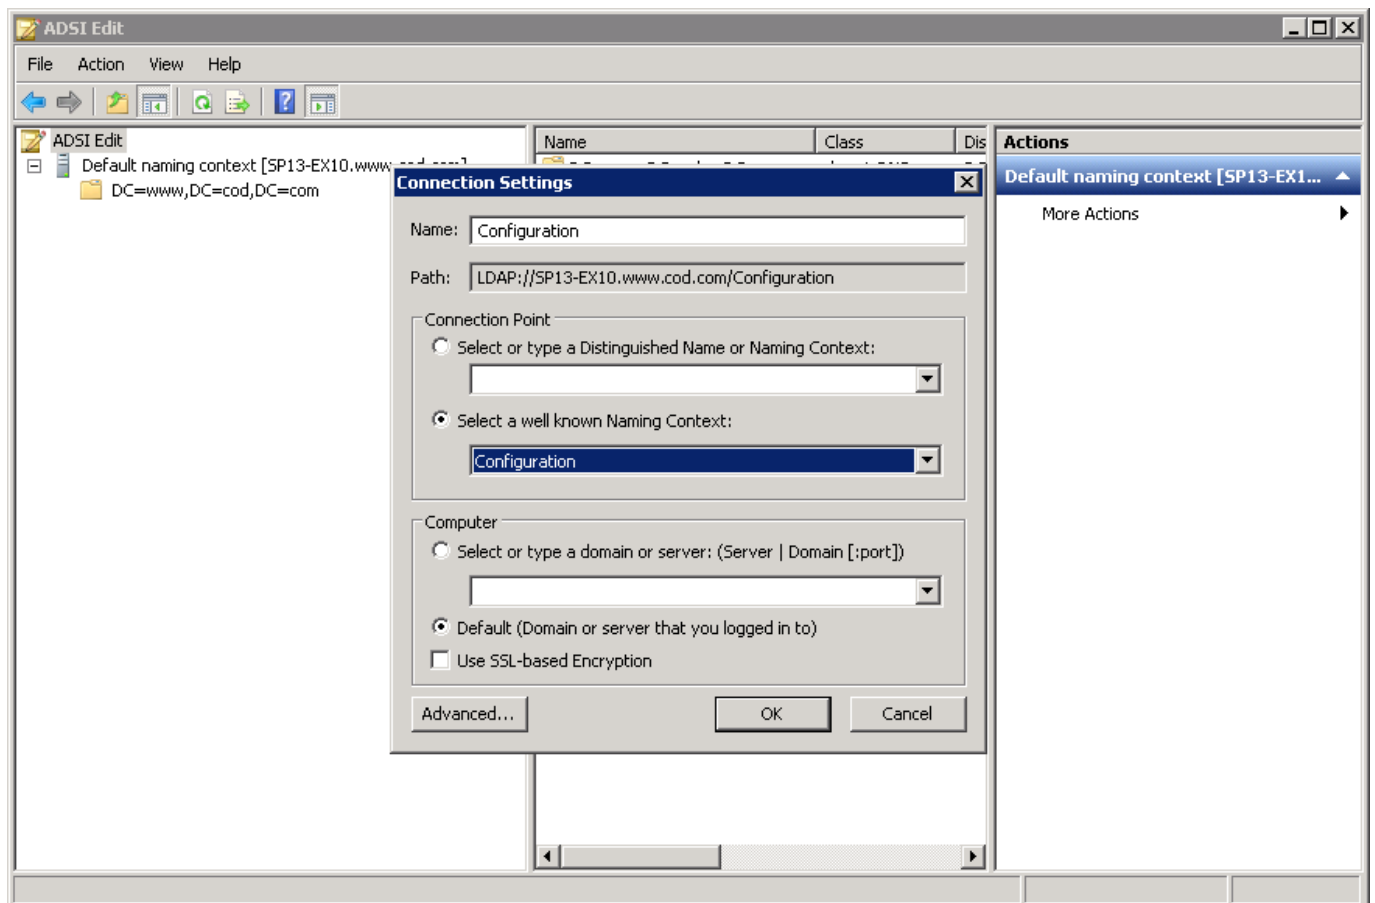 ADSI Edit
File Action View Help
ADSI Edit
Default naming context [SP13-EX10.www.cod.com]
DC=www,DC=cod,DC=com
Name Class Dis
Actions
Default naming context [SP13-EX1...
More Actions
Connection Settings
Name: Configuration
Path: LDAP://SP13-EX10.www.cod.com/Configuration
Connection Point
Select or type a Distinguished Name or Naming Context:
Select a well known Naming Context:
Configuration
Computer
Select or type a domain or server: (Server | Domain [:port])
Default (Domain or server that you logged in to)
Use SSL-based Encryption
Advanced... OK Cancel